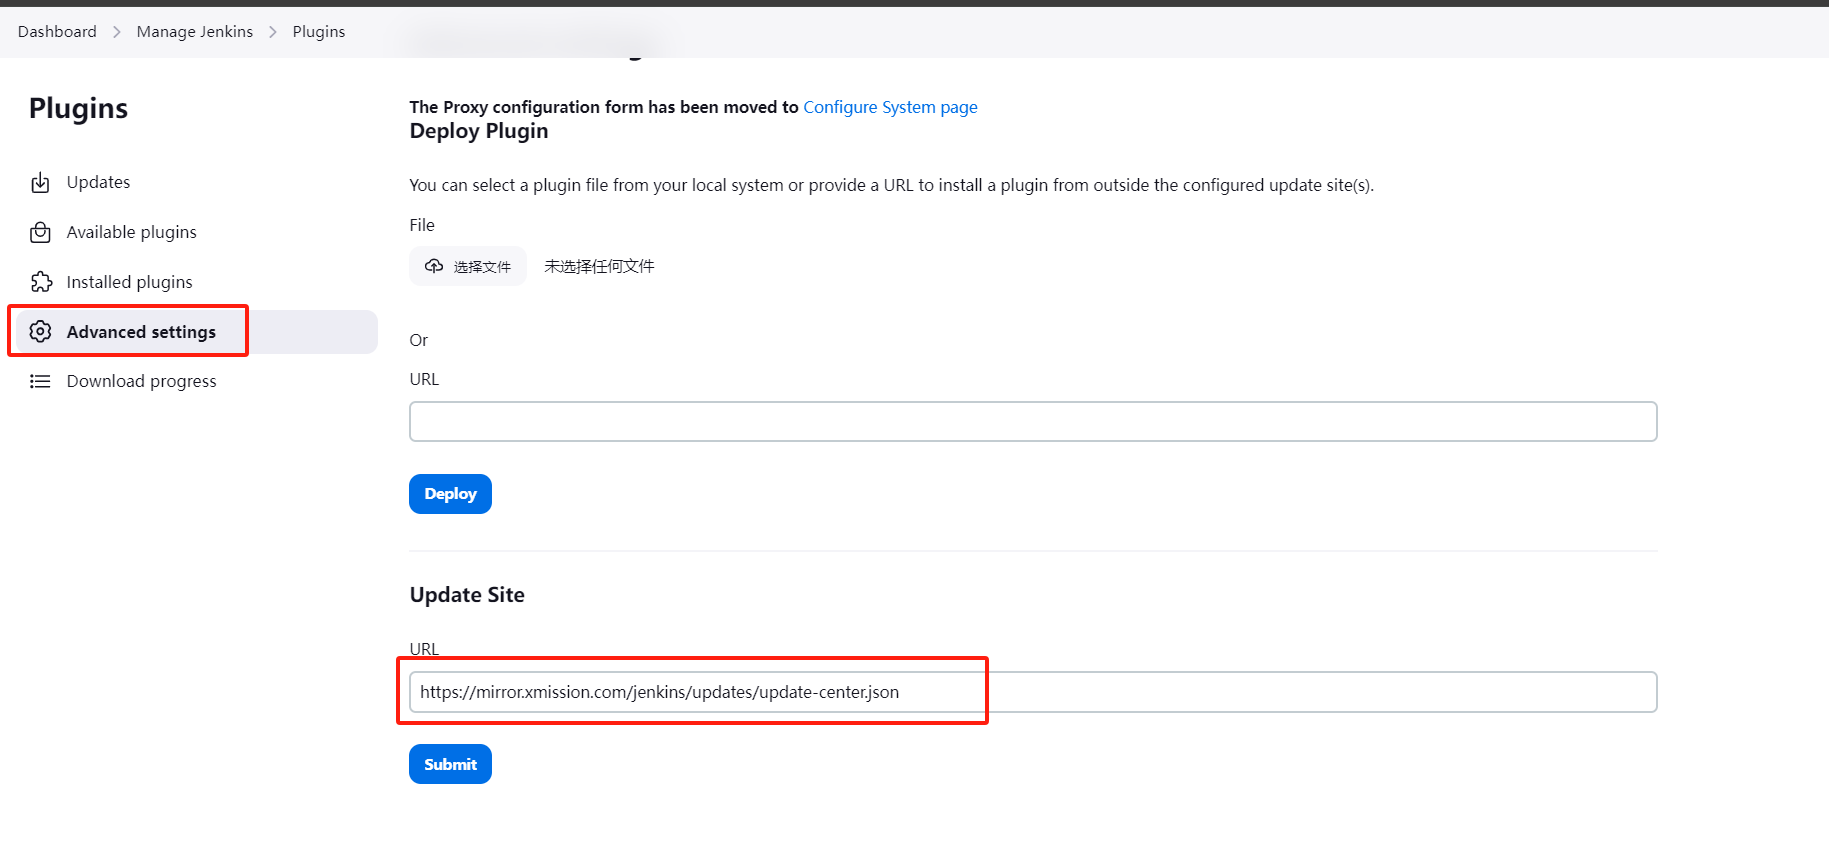 Dashboard > Manage Jenkins > Plugins
Plugins
Updates
Available plugins
Installed plugins
Advanced settings
Download progress
The Proxy configuration form has been moved to Configure System page
Deploy Plugin
You can select a plugin file from your local system or provide a URL to install a plugin from outside the configured update site(s).
File
选择文件 未选择任何文件
Or
URL
Deploy
Update Site
URL
https://mirror.xmission.com/jenkins/updates/update-center.json
Submit